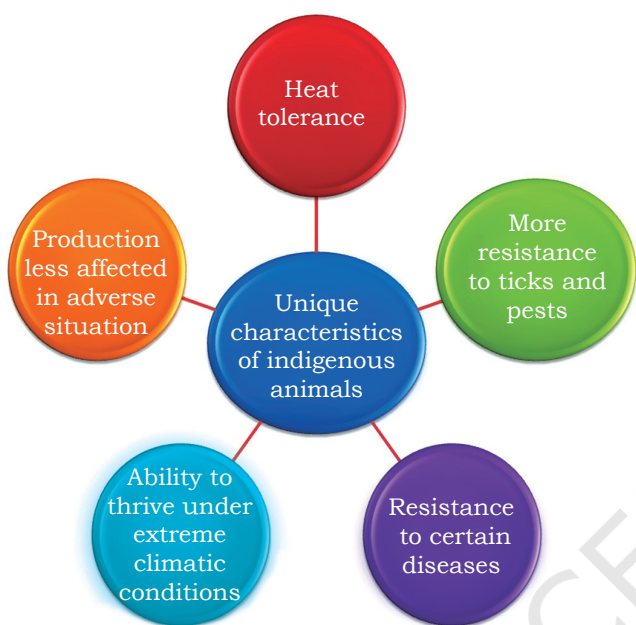 Heat
tolerance
More
resistance
to ticks and
pests
Production
less affected
in adverse
situation
Unique
characteristics
of indigenous
animals
Ability to
thrive under
extreme
climatic
conditions
Resistance
to certain
diseases